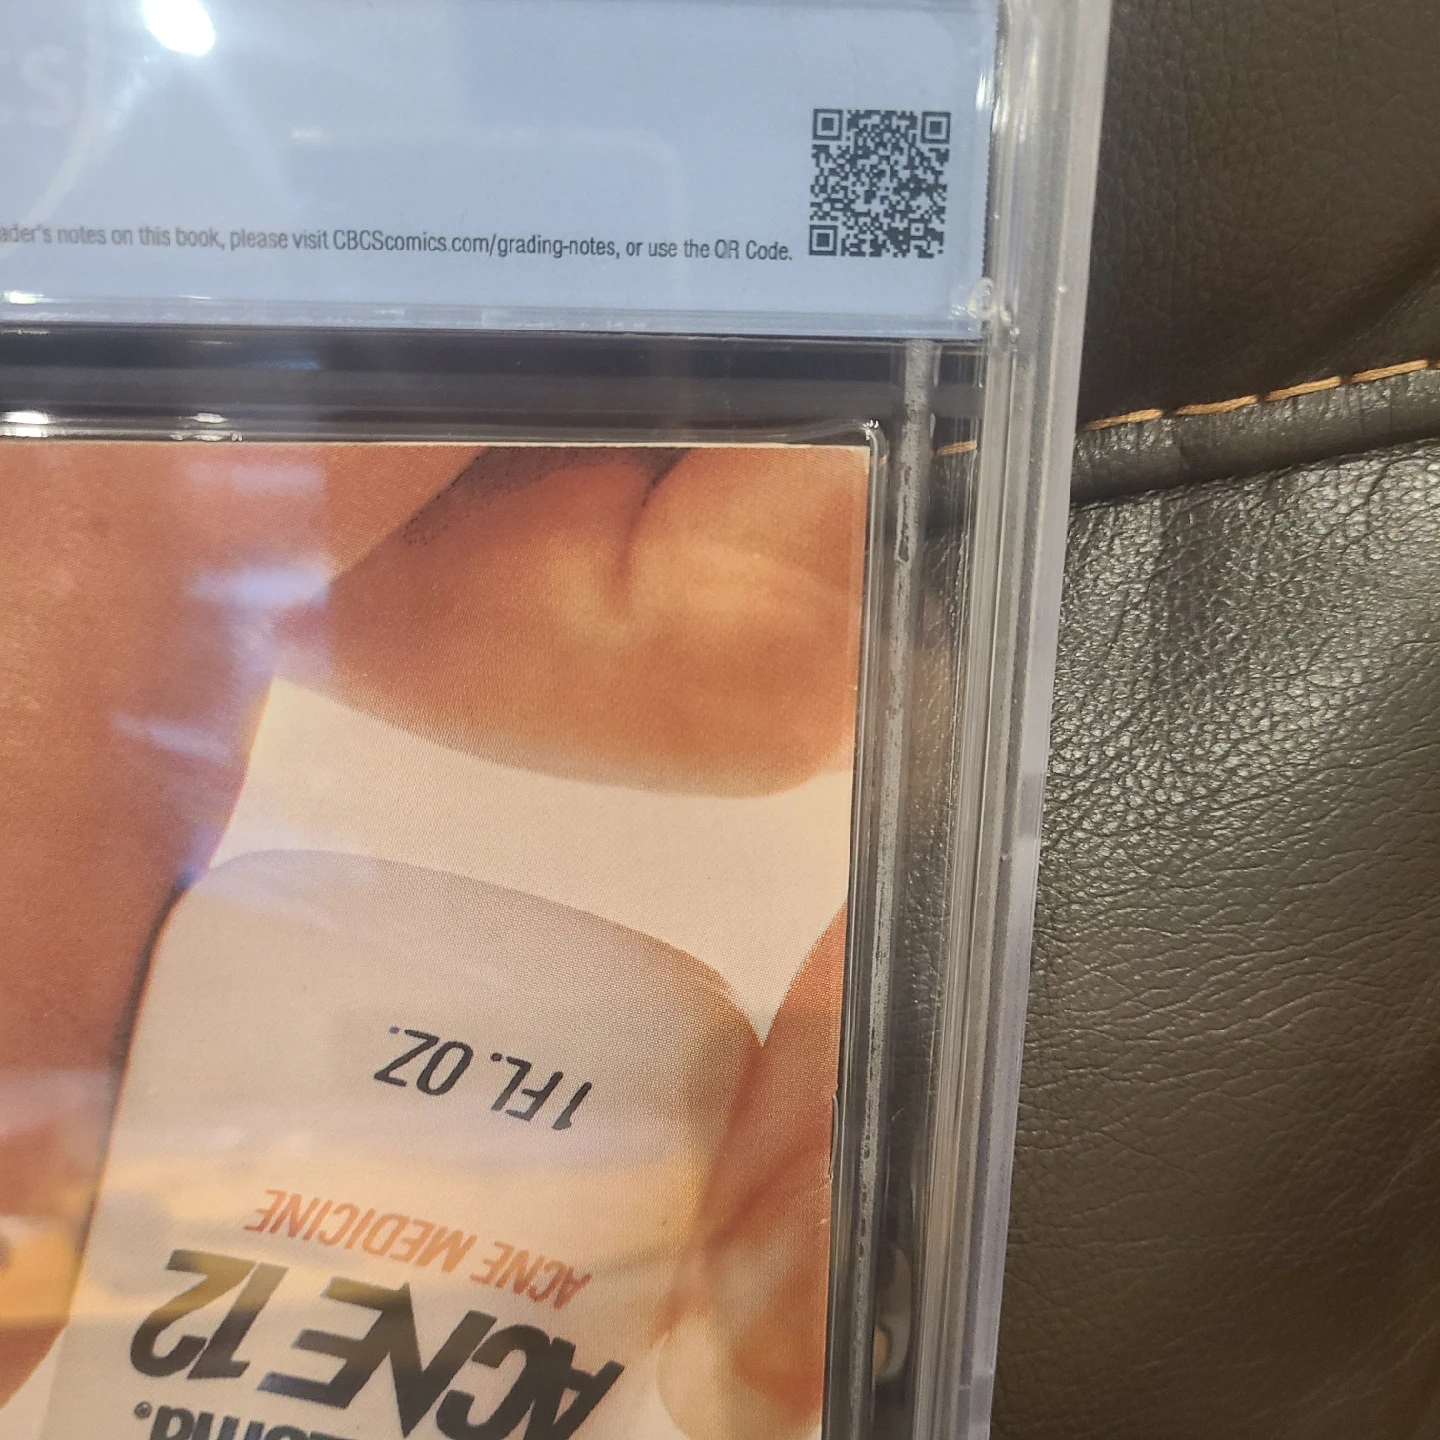 ader's notes on this book, please visit CBCScomics.com/grading-notes, or use the QR Code.
1 FL. OZ.
ACNE MEDICINE
ACNE 12